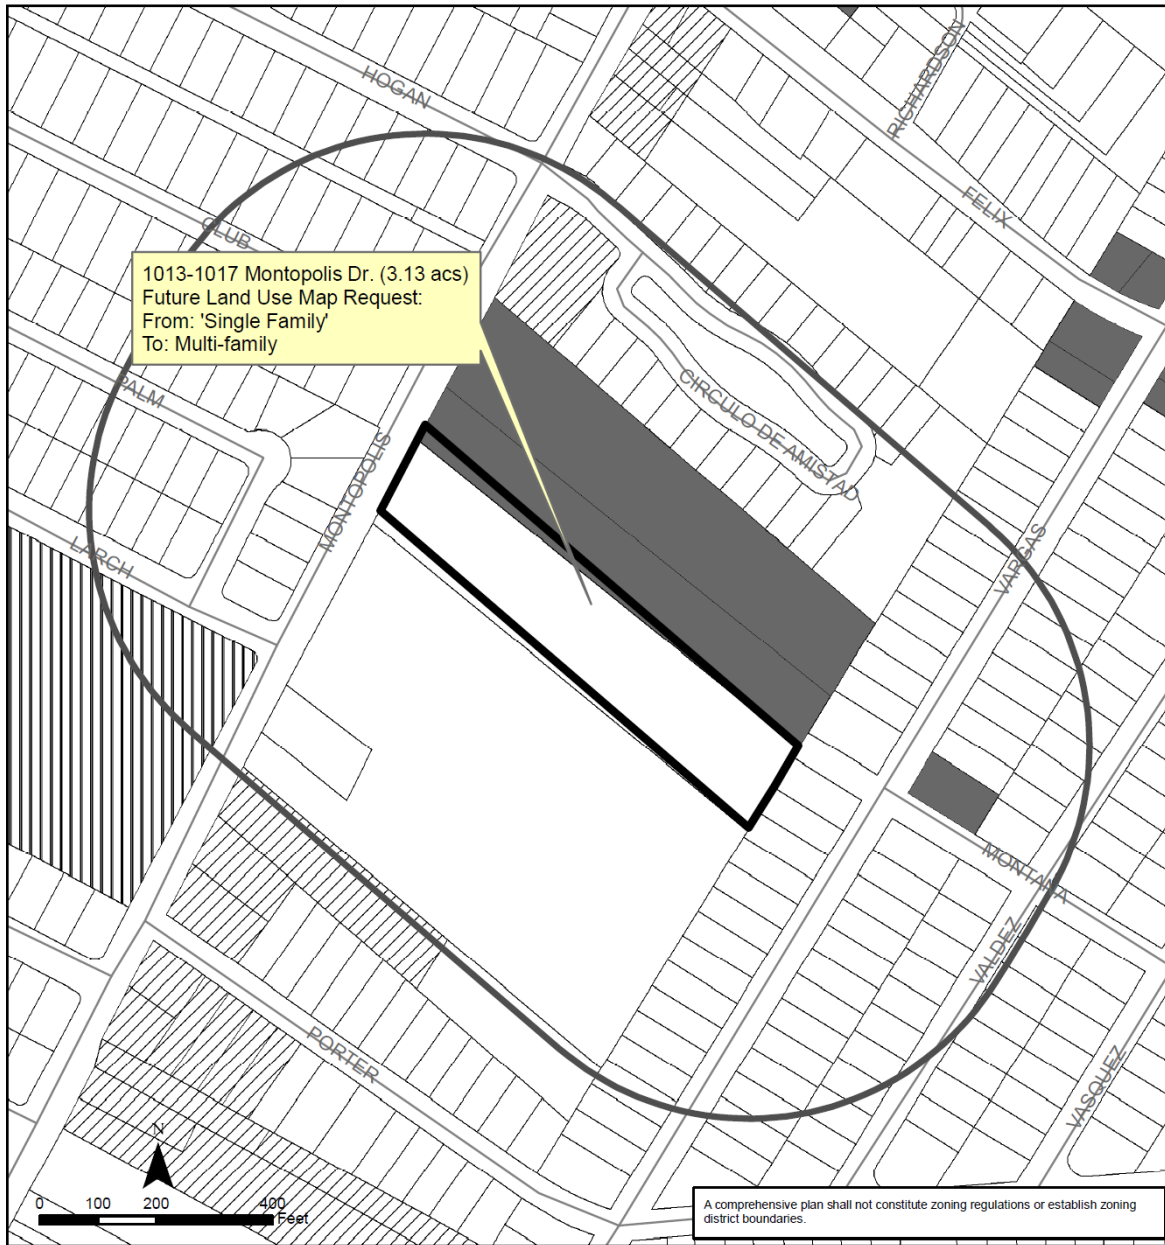 RICHARDSON
HOGAN
FELIX
CLUB
1013-1017 Montopolis Dr. (3.13 acs)
Future Land Use Map Request:
From: 'Single Family'
To: Multi-family
PALM
CIRCULO DE AMISTAD
MONTOPOLIS
LARCH
VARGAS
MONTANA
VALDEZ
PORTER
VASQUEZ
N
0 100 200 400
Feet
A comprehensive plan shall not constitute zoning regulations or establish zoning
district boundaries.